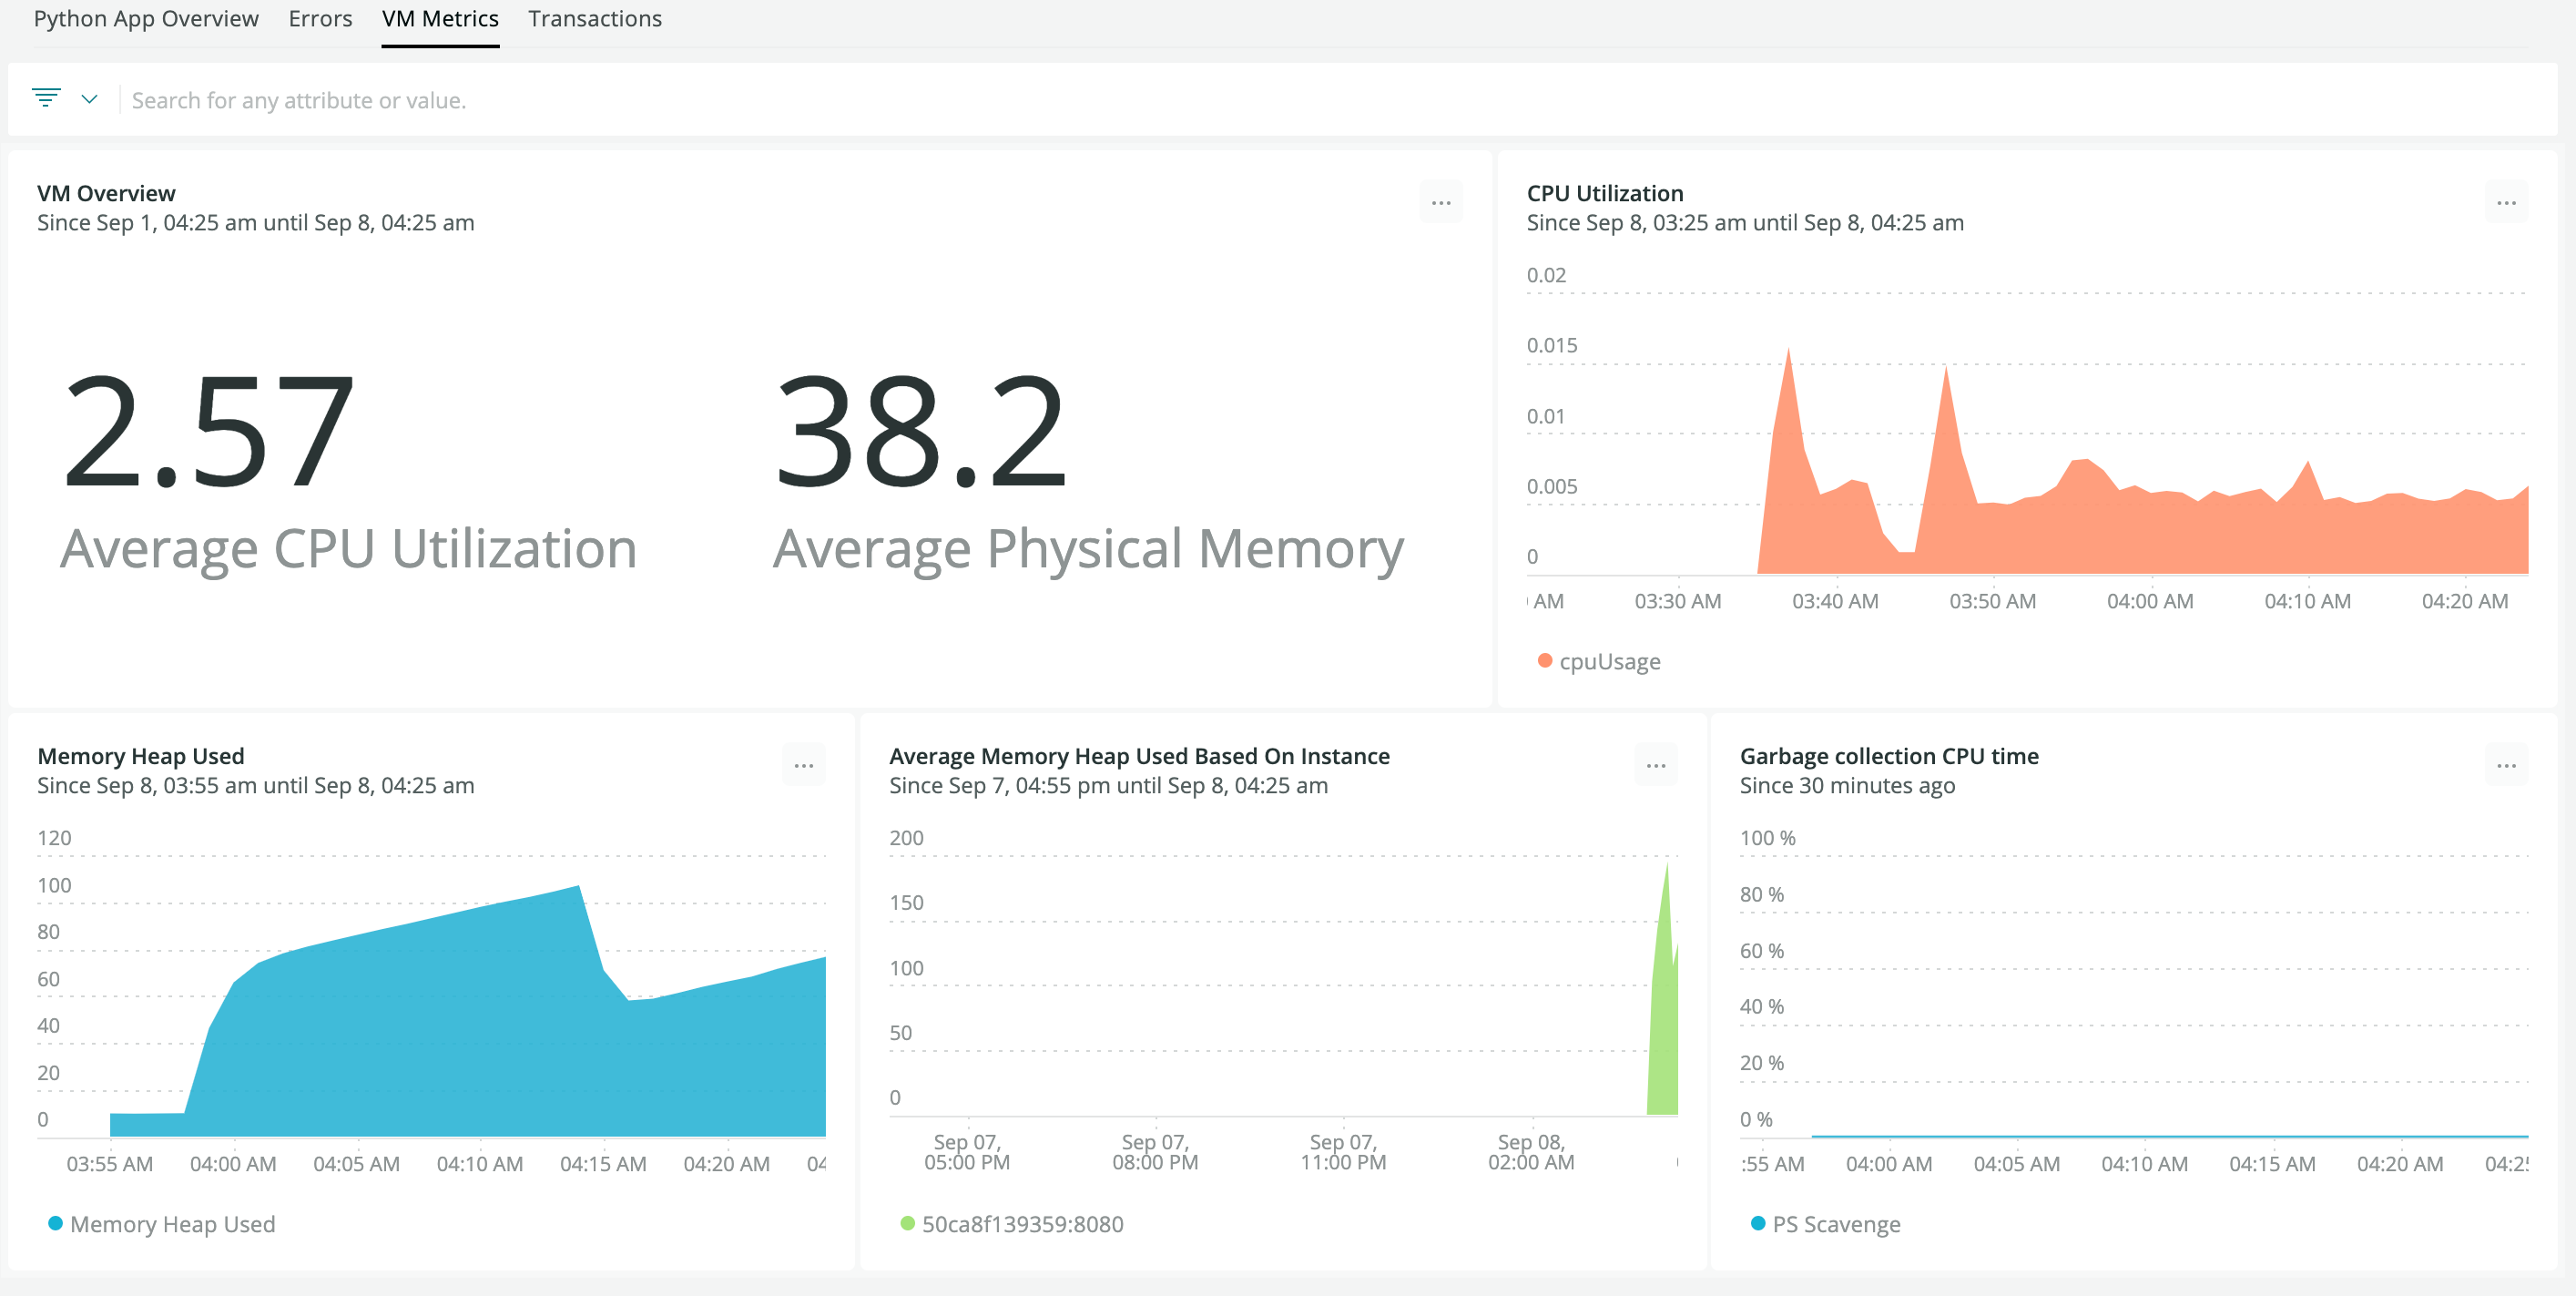 Python App Overview Errors VM Metrics Transactions
Search for any attribute or value.
VM Overview
Since Sep 1, 04:25 am until Sep 8, 04:25 am
...
2.57
Average CPU Utilization
38.2
Average Physical Memory
CPU Utilization
Since Sep 8, 03:25 am until Sep 8, 04:25 am
...
0.02
0.015
0.01
0.005
0
AM 03:30 AM 03:40 AM 03:50 AM 04:00 AM 04:10 AM 04:20 AM
cpuUsage
Memory Heap Used
Since Sep 8, 03:55 am until Sep 8, 04:25 am
...
120
100
80
60
40
20
0
03:55 AM 04:00 AM 04:05 AM 04:10 AM 04:15 AM 04:20 AM 04
Memory Heap Used
Average Memory Heap Used Based On Instance
Since Sep 7, 04:55 pm until Sep 8, 04:25 am
...
200
150
100
50
0
Sep 07, Sep 07, Sep 07, Sep 08,
05:00 PM 08:00 PM 11:00 PM 02:00 AM
50ca8f139359:8080
Garbage collection CPU time
Since 30 minutes ago
...
100 %
80 %
60 %
40 %
20 %
0 %
:55 AM 04:00 AM 04:05 AM 04:10 AM 04:15 AM 04:20 AM 04:25
PS Scavenge